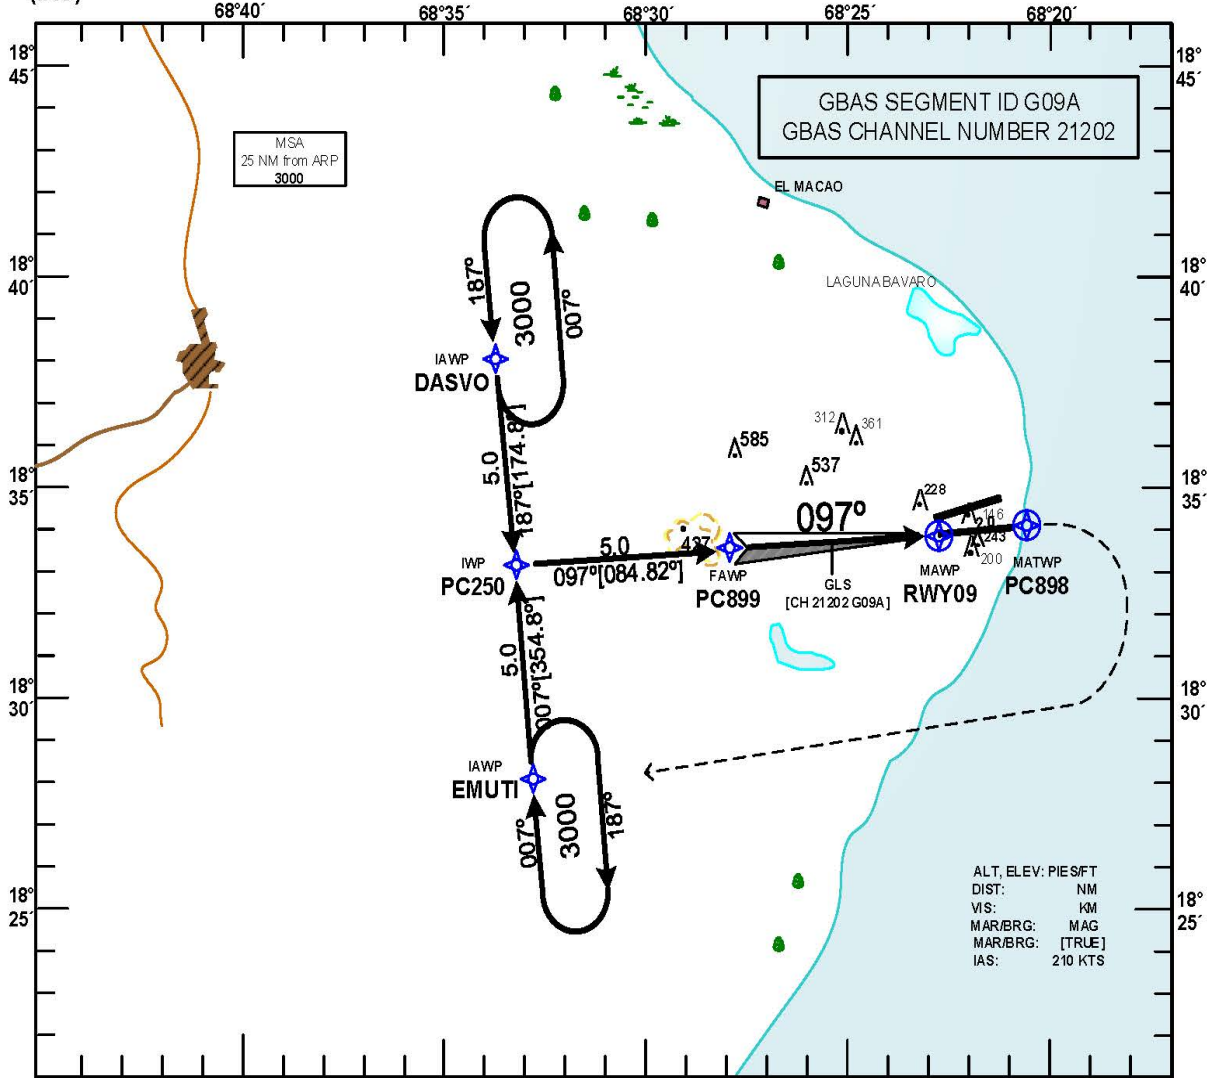 68°40′
68°35′
68°30′
68°25′
68°20′
18°
45′
18°
45′
GBAS SEGMENT ID G09A
GBAS CHANNEL NUMBER 21202
MSA
25 NM from ARP
3000
EL MACAO
18°
40′
18°
40′
LAGUNA BAVARO
187°
3000
007°
IAWP
DASVO
312
361
585
537
5.0
187°[174.8°]
18°
35′
18°
35′
228
146
2.0
243
200
097°
437
5.0
097°[084.82°]
IWP
PC250
FAWP
PC899
GLS
[CH 21202 G09A]
MAWP
RWY09
MATWP
PC898
5.0
007°[354.8°]
18°
30′
18°
30′
IAWP
EMUTI
007°
3000
187°
18°
25′
18°
25′
ALT, ELEV: PIES/FT
DIST: NM
VIS: KM
MAR/BRG: MAG
MAR/BRG: [TRUE]
IAS: 210 KTS